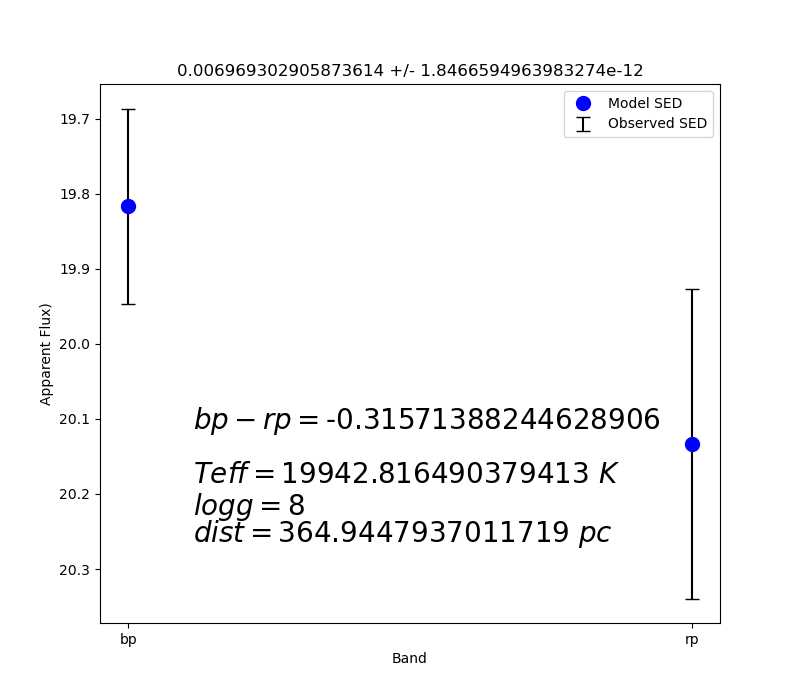 0.006969302905873614 +/- 1.8466594963983274e-12
Model SED
Observed SED
19.7
19.8
19.9
20.0
20.1
20.2
20.3
Apparent Flux)
bp − rp = -0.31571388244628906
Teff = 19942.816490379413 K
logg = 8
dist = 364.9447937011719 pc
bp
rp
Band